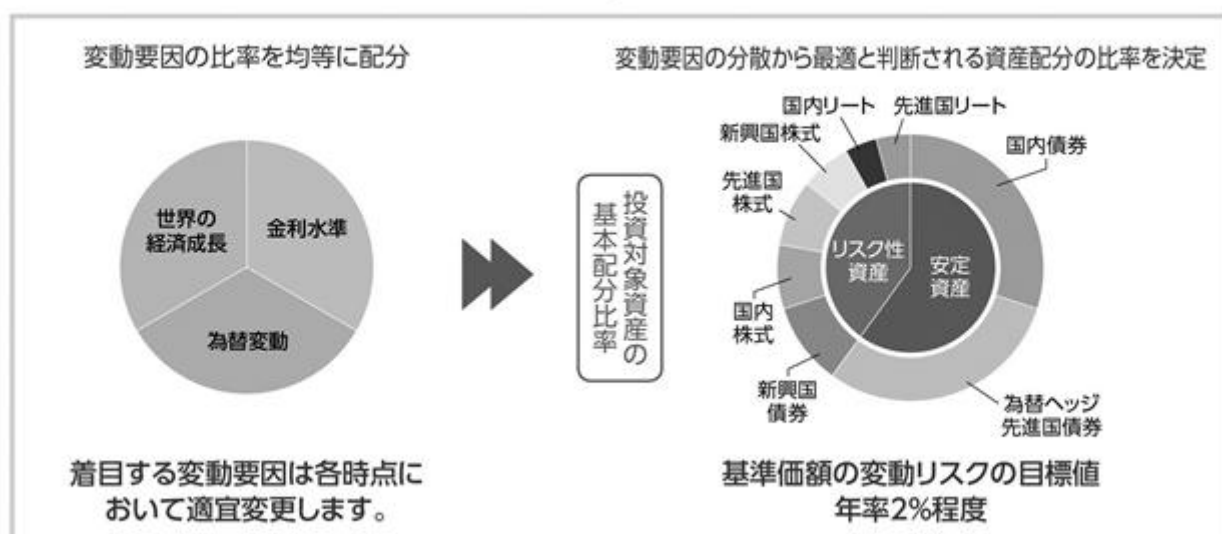 変動要因の比率を均等に配分
世界の
経済成長
金利水準
為替変動
着目する変動要因は各時点に
おいて適宜変更します。
投資対象資産の
基本配分比率
変動要因の分散から最適と判断される資産配分の比率を決定
国内リート
先進国リート
新興国株式
国内債券
先進国
株式
リスク性
資産
安定
資産
国内
株式
新興国
債券
為替ヘッジ
先進国債券
基準価額の変動リスクの目標値
年率2%程度